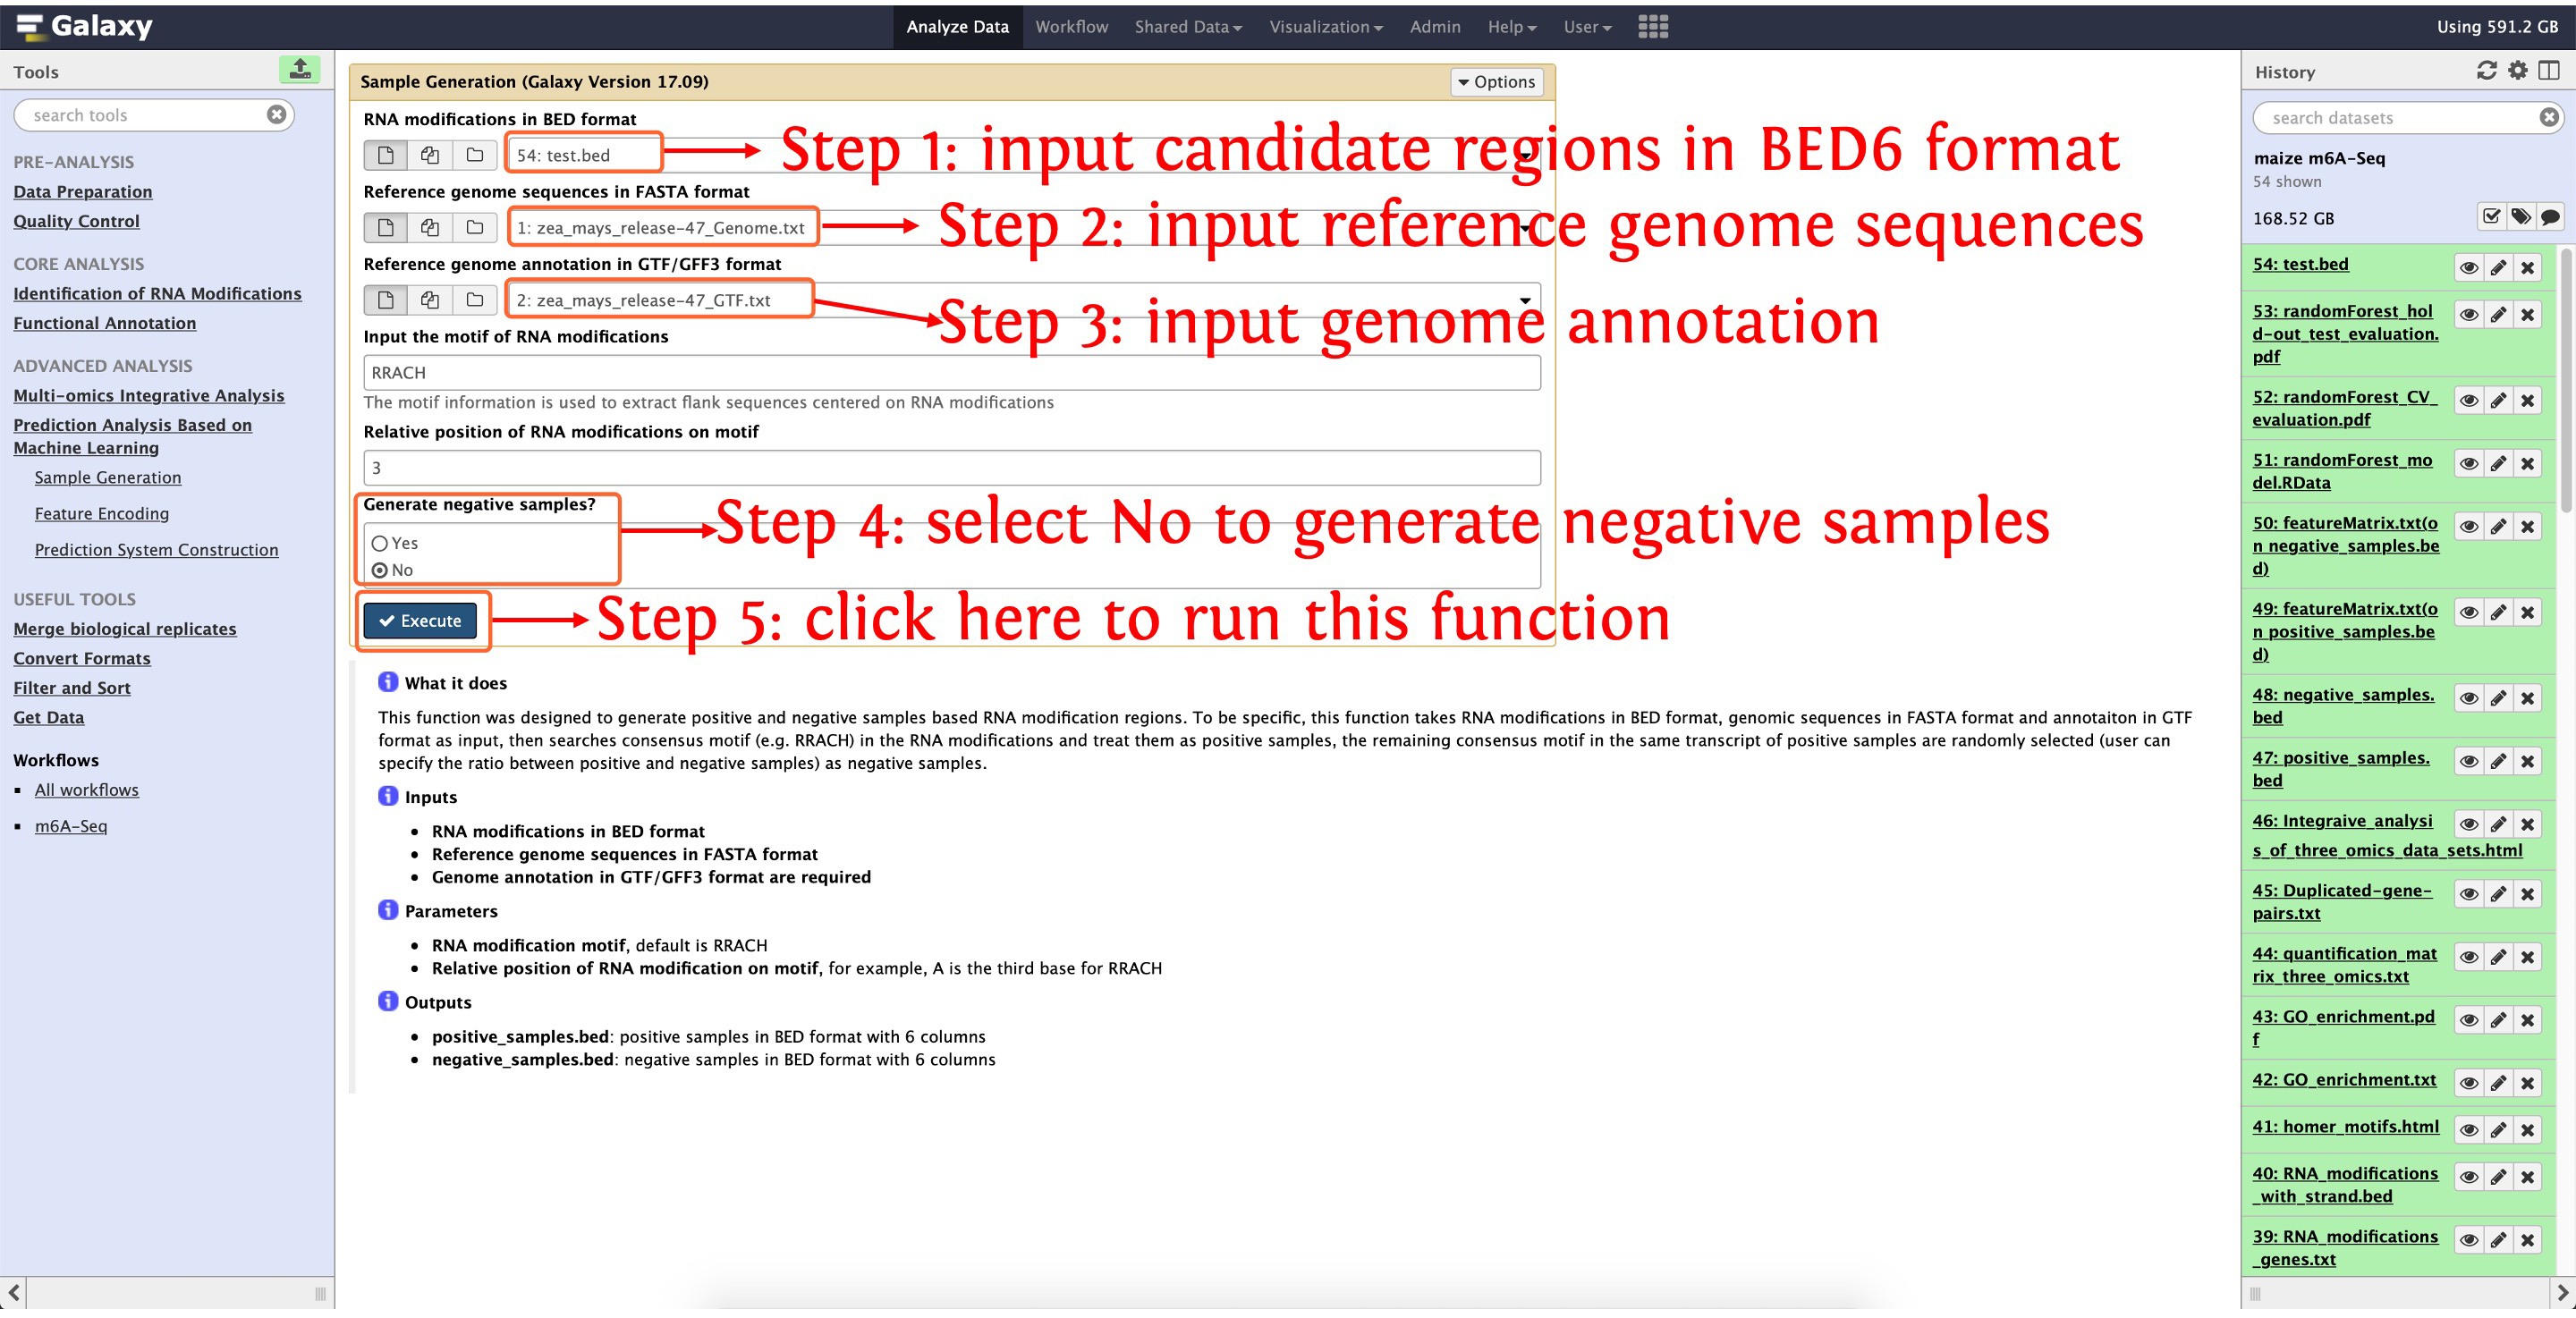 Galaxy
Analyze Data
Workflow
Shared Data
Visualization
Admin
Help
User
Using 591.2 GB
Tools
search tools
PRE-ANALYSIS
Data Preparation
Quality Control
CORE ANALYSIS
Identification of RNA Modifications
Functional Annotation
ADVANCED ANALYSIS
Multi-omics Integrative Analysis
Prediction Analysis Based on
Machine Learning
Sample Generation
Feature Encoding
Prediction System Construction
USEFUL TOOLS
Merge biological replicates
Convert Formats
Filter and Sort
Get Data
Workflows
All workflows
m6A-Seq
Sample Generation (Galaxy Version 17.09)
Options
RNA modifications in BED format
54: test.bed
Step 1: input candidate regions in BED6 format
Reference genome sequences in FASTA format
1: zea_mays_release-47_Genome.txt
Step 2: input reference genome sequences
Reference genome annotation in GTF/GFF3 format
2: zea_mays_release-47_GTF.txt
Step 3: input genome annotation
Input the motif of RNA modifications
RRACH
The motif information is used to extract flank sequences centered on RNA modifications
Relative position of RNA modifications on motif
3
Generate negative samples?
Yes
No
Step 4: select No to generate negative samples
Execute
Step 5: click here to run this function
What it does
This function was designed to generate positive and negative samples based RNA modification regions. To be specific, this function takes RNA modifications in BED format, genomic sequences in FASTA format and annotaiton in GTF
format as input, then searches consensus motif (e.g. RRACH) in the RNA modifications and treat them as positive samples, the remaining consensus motif in the same transcript of positive samples are randomly selected (user can
specify the ratio between positive and negative samples) as negative samples.
Inputs
RNA modifications in BED format
Reference genome sequences in FASTA format
Genome annotation in GTF/GFF3 format are required
Parameters
RNA modification motif, default is RRACH
Relative position of RNA modification on motif, for example, A is the third base for RRACH
Outputs
positive_samples.bed: positive samples in BED format with 6 columns
negative_samples.bed: negative samples in BED format with 6 columns
History
search datasets
maize m6A-Seq
54 shown
168.52 GB
54: test.bed
53: randomForest_hol
d-out_test_evaluation.
pdf
52: randomForest_CV_
evaluation.pdf
51: randomForest_mo
del.RData
50: featureMatrix.txt(o
n negative_samples.be
d)
49: featureMatrix.txt(o
n positive_samples.be
d)
48: negative_samples.
bed
47: positive_samples.
bed
46: Integraive_analysi
s_of_three_omics_data_sets.html
45: Duplicated-gene-
pairs.txt
44: quantification_mat
rix_three_omics.txt
43: GO_enrichment.pd
f
42: GO_enrichment.txt
41: homer_motifs.html
40: RNA_modifications
_with_strand.bed
39: RNA_modifications
_genes.txt